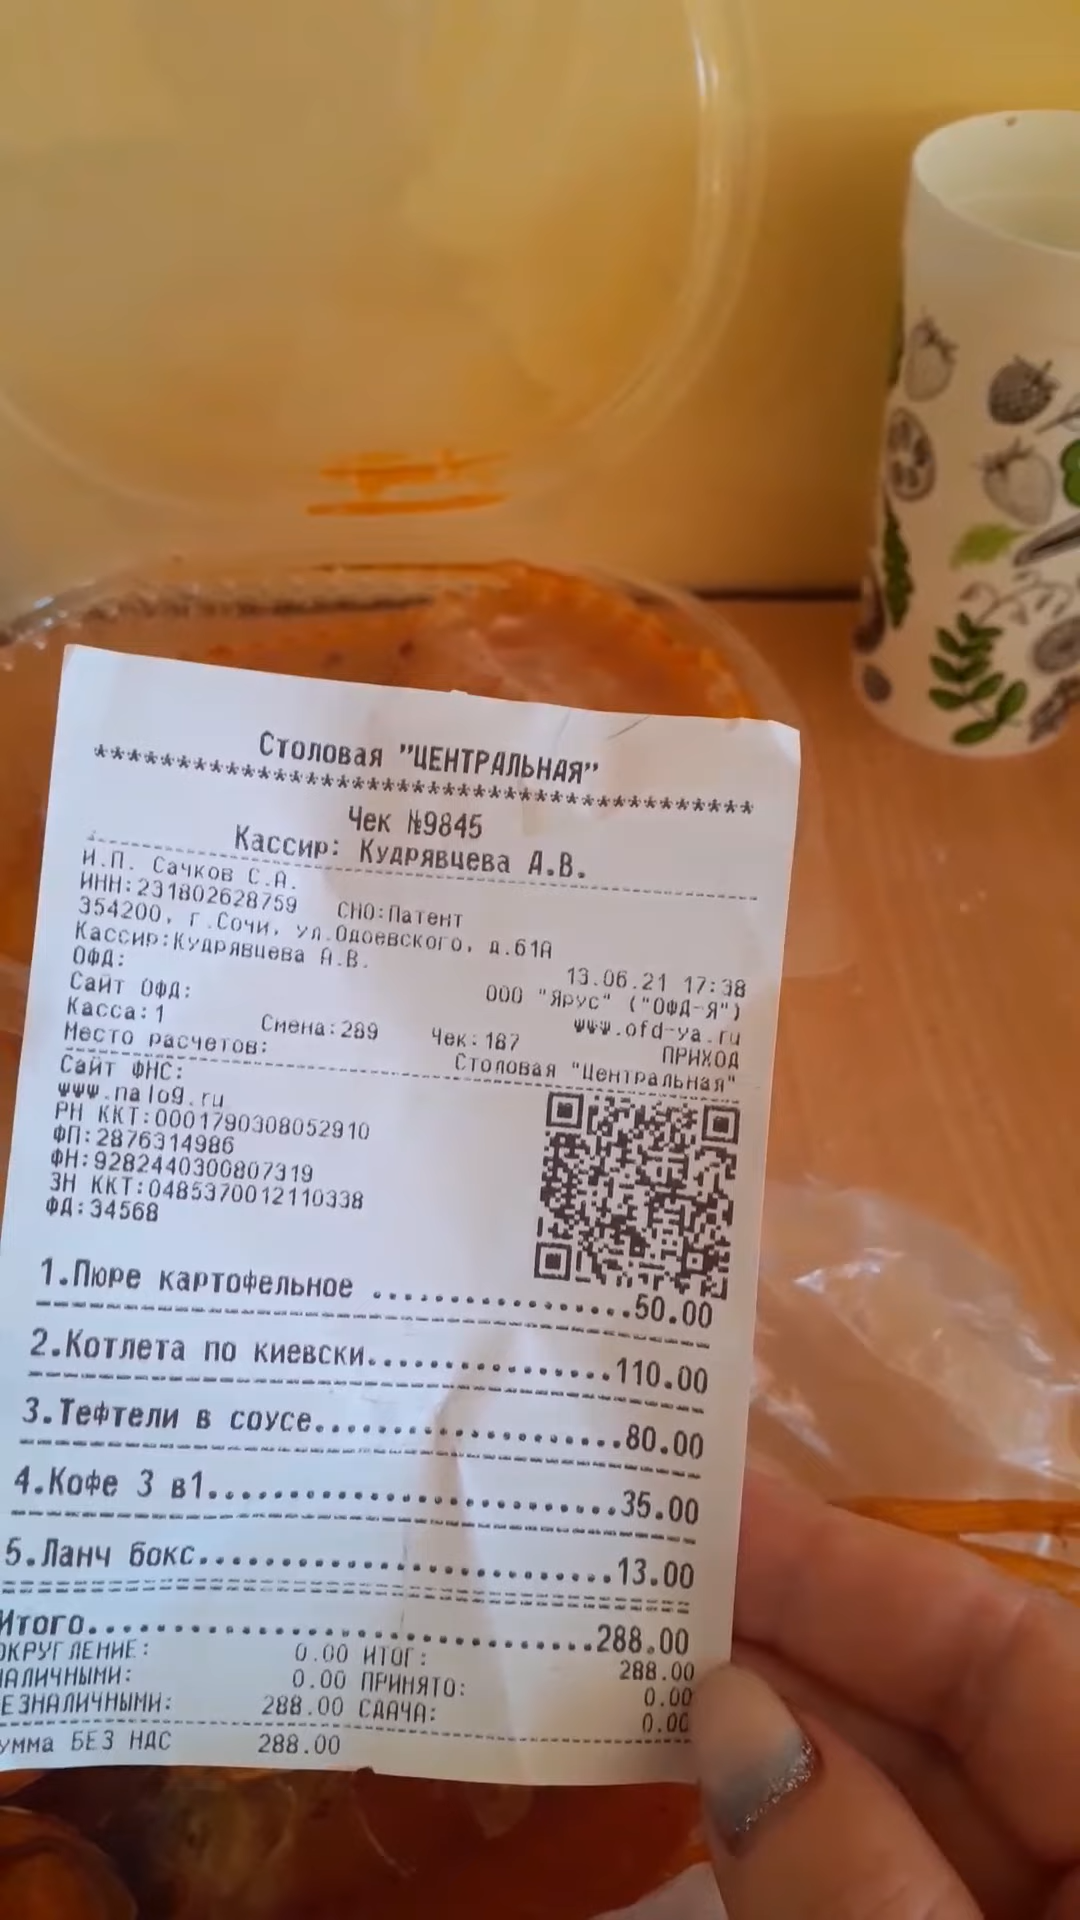 Столовая "ЦЕНТРАЛЬНАЯ"
*****************************************
Чек №9845
Кассир: Кудрявцева А.В.
И.П. Сачков С.А.
ИНН:231802628759 СНО:Патент
354200, г.Сочи, ул.Одоевского, д.61А
Кассир:Кудрявцева А.В. 13.06.21 17:38
ОФД: ООО "Ярус" ("ОФД-Я")
Сайт ОФД: www.ofd-ya.ru
Касса:1 Смена:289 Чек:187 ПРИХОД
Место расчетов: Столовая "Центральная"
Сайт ФНС:
www.nalog.ru
РН ККТ:0001790308052910
ФП:2876314986
ФН:9282440300807319
ЗН ККТ:0485370012110338
ФД:34568
1.Пюре картофельное ................50.00
2.Котлета по киевски...............110.00
3.Тефтели в соусе...................80.00
4.Кофе 3 в1.........................35.00
5.Ланч бокс.........................13.00
Итого..............................288.00
ОКРУГЛЕНИЕ: 0.00 ИТОГ: 288.00
НАЛИЧНЫМИ: 0.00 ПРИНЯТО: 0.00
ЕЗНАЛИЧНЫМИ: 288.00 СДАЧА: 0.00
умма БЕЗ НДС 288.00